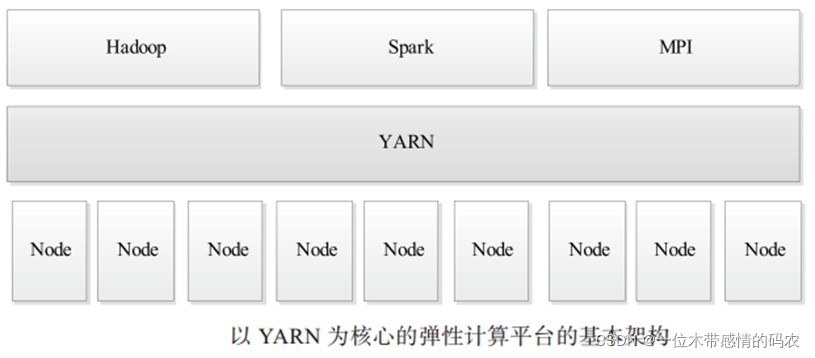 Hadoop Spark MPI
YARN
Node Node Node Node Node Node Node Node Node
以 YARN 为核心的弹性计算平台的基本架构
CSDN @一位木带感情的码农